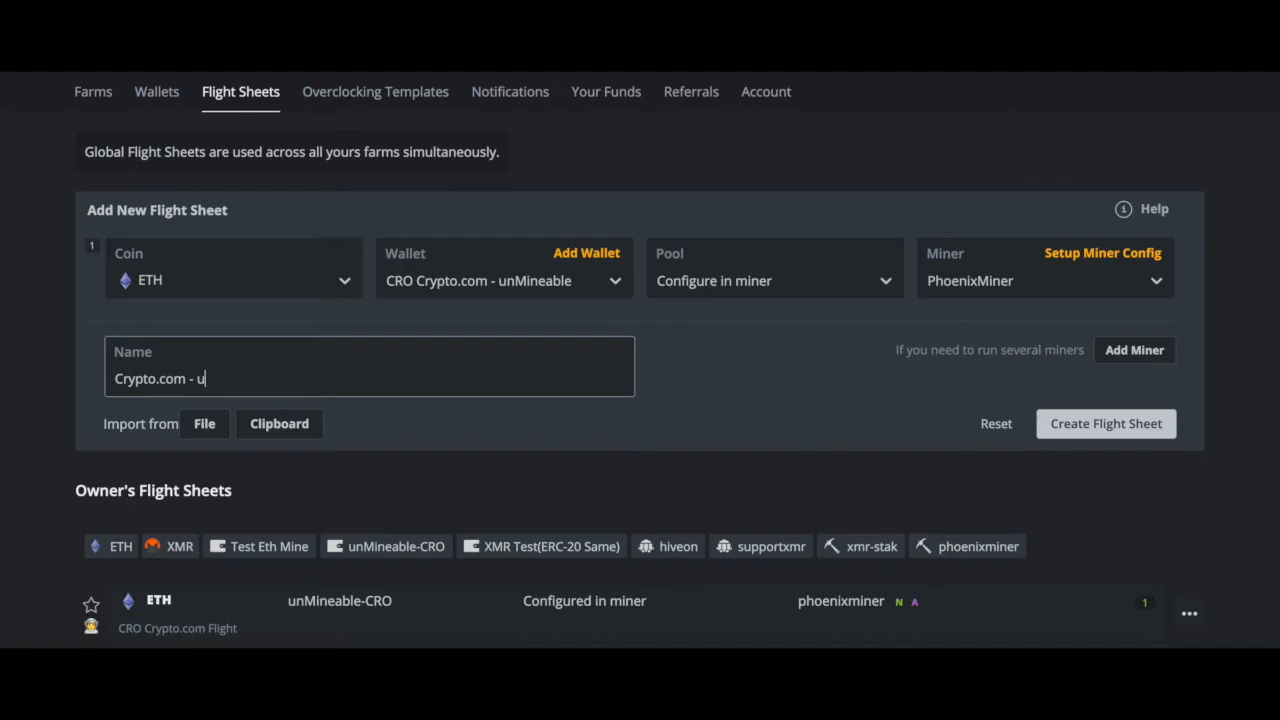 Farms Wallets Flight Sheets Overclocking Templates Notifications Your Funds Referrals Account
Global Flight Sheets are used across all yours farms simultaneously.
Add New Flight Sheet Help
1 Coin Wallet Add Wallet Pool Miner Setup Miner Config
ETH CRO Crypto.com - unMineable Configure in miner PhoenixMiner
Name If you need to run several miners Add Miner
Crypto.com - u
Import from File Clipboard Reset Create Flight Sheet
Owner's Flight Sheets
ETH XMR Test Eth Mine unMineable-CRO XMR Test(ERC-20 Same) hiveon supportxmr xmr-stak phoenixminer
ETH unMineable-CRO Configured in miner phoenixminer N A 1
CRO Crypto.com Flight